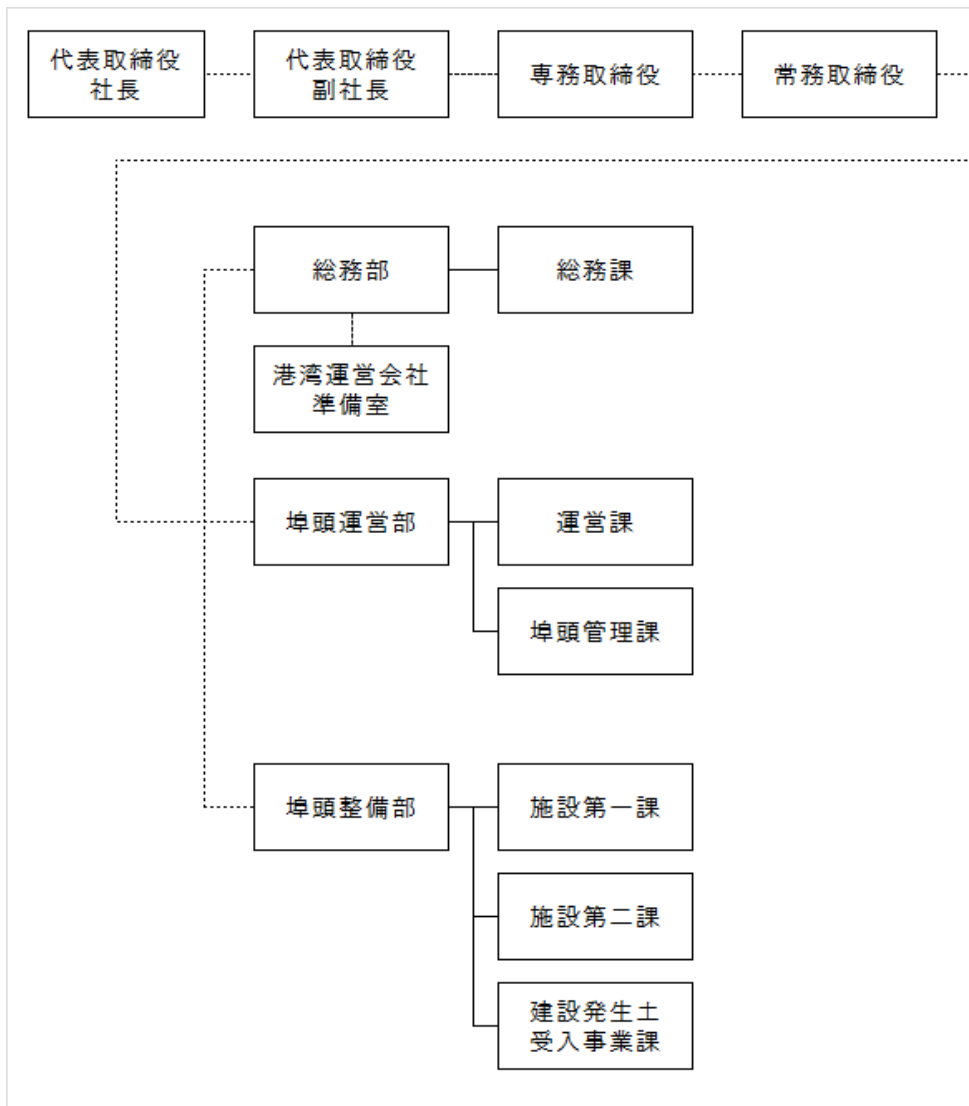 代表取締役
社長
代表取締役
副社長
専務取締役
常務取締役
総務部
総務課
港湾運営会社
準備室
埠頭運営部
運営課
埠頭管理課
埠頭整備部
施設第一課
施設第二課
建設発生土
受入事業課